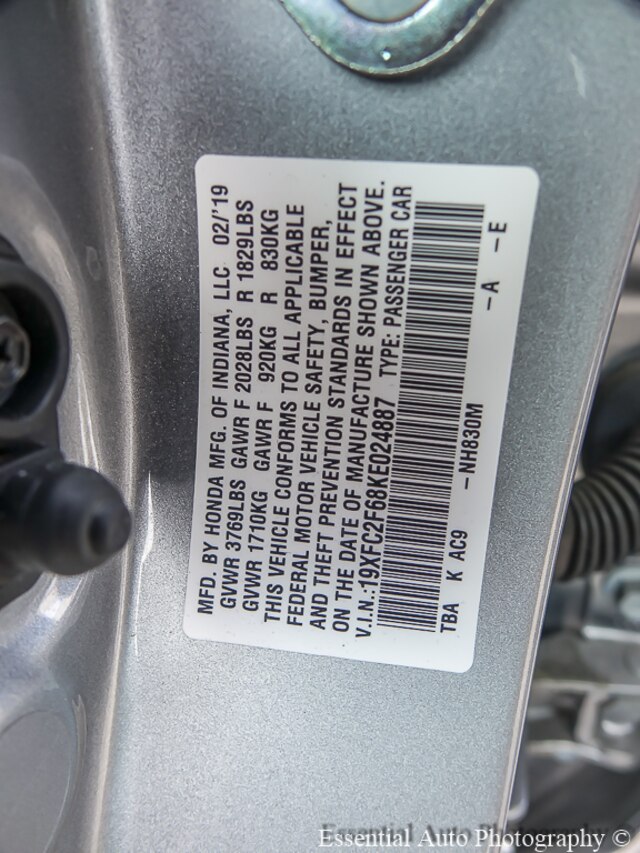 MFD. BY HONDA MFG. OF INDIANA, LLC 02/'19
GVWR 3769LBS GAWR F 2028LBS R 1829LBS
GVWR 1710KG GAWR F 920KG R 830KG
THIS VEHICLE CONFORMS TO ALL APPLICABLE
FEDERAL MOTOR VEHICLE SAFETY, BUMPER,
AND THEFT PREVENTION STANDARDS IN EFFECT
ON THE DATE OF MANUFACTURE SHOWN ABOVE.
V.I.N.:19XFC2F68KE024887 TYPE: PASSENGER CAR
TBA K AC9 -NH830M -A -E
Essential Auto Photography ©